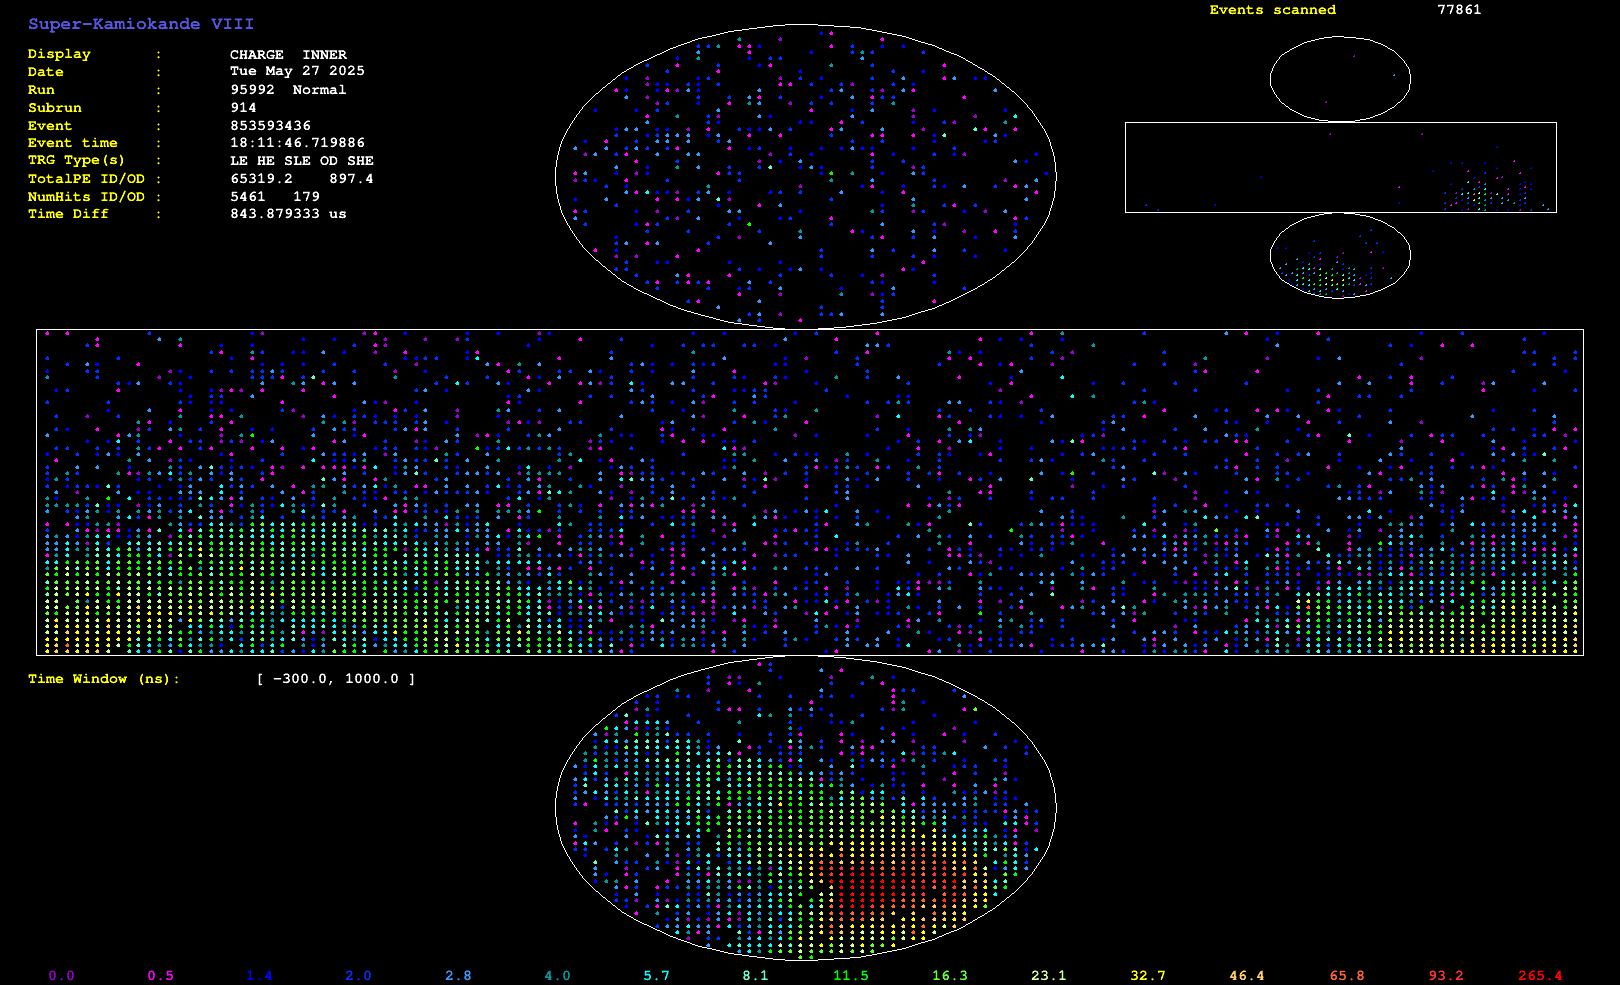 Super-Kamiokande VIII
Events scanned 77861
Display : CHARGE INNER
Date : Tue May 27 2025
Run : 95992 Normal
Subrun : 914
Event : 853593436
Event time : 18:11:46.719886
TRG Type(s) : LE HE SLE OD SHE
TotalPE ID/OD : 65319.2 897.4
NumHits ID/OD : 5461 179
Time Diff : 843.879333 us
Time Window (ns): [ -300.0, 1000.0 ]
0.0 0.5 1.4 2.0 2.8 4.0 5.7 8.1 11.5 16.3 23.1 32.7 46.4 65.8 93.2 265.4